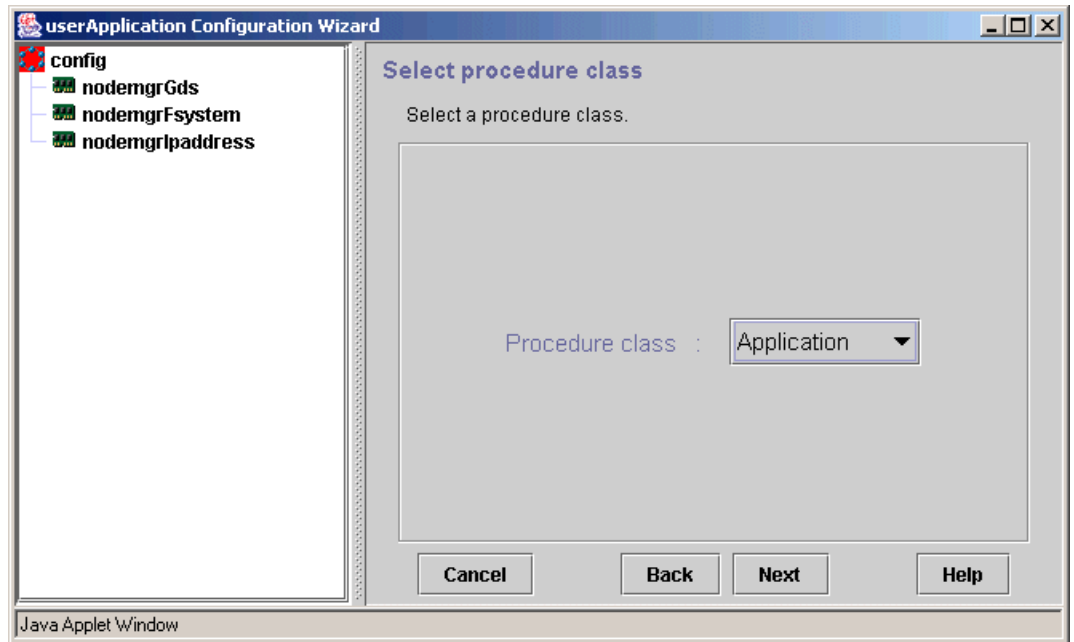 userApplication Configuration Wizard
config
nodemgrGds
nodemgrFsystem
nodemgrIpaddress
Select procedure class
Select a procedure class.
Procedure class : Application
Cancel Back Next Help
Java Applet Window